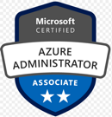 Microsoft
CERTIFIED
AZURE
ADMINISTRATOR
ASSOCIATE